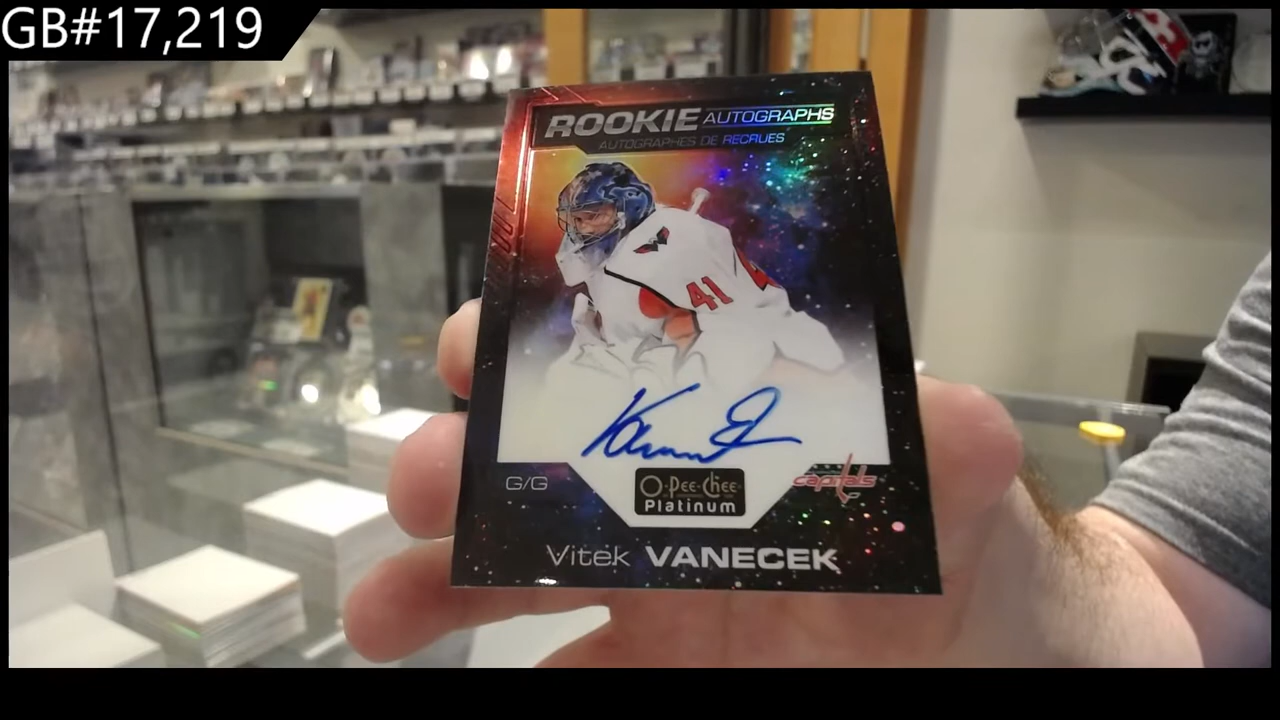 GB#17,219
ROOKIE AUTOGRAPHS
AUTOGRAPHES DE RECRUES
41
G/G
O-Pee-Chee
Platinum
capitals
Vitek VANECEK